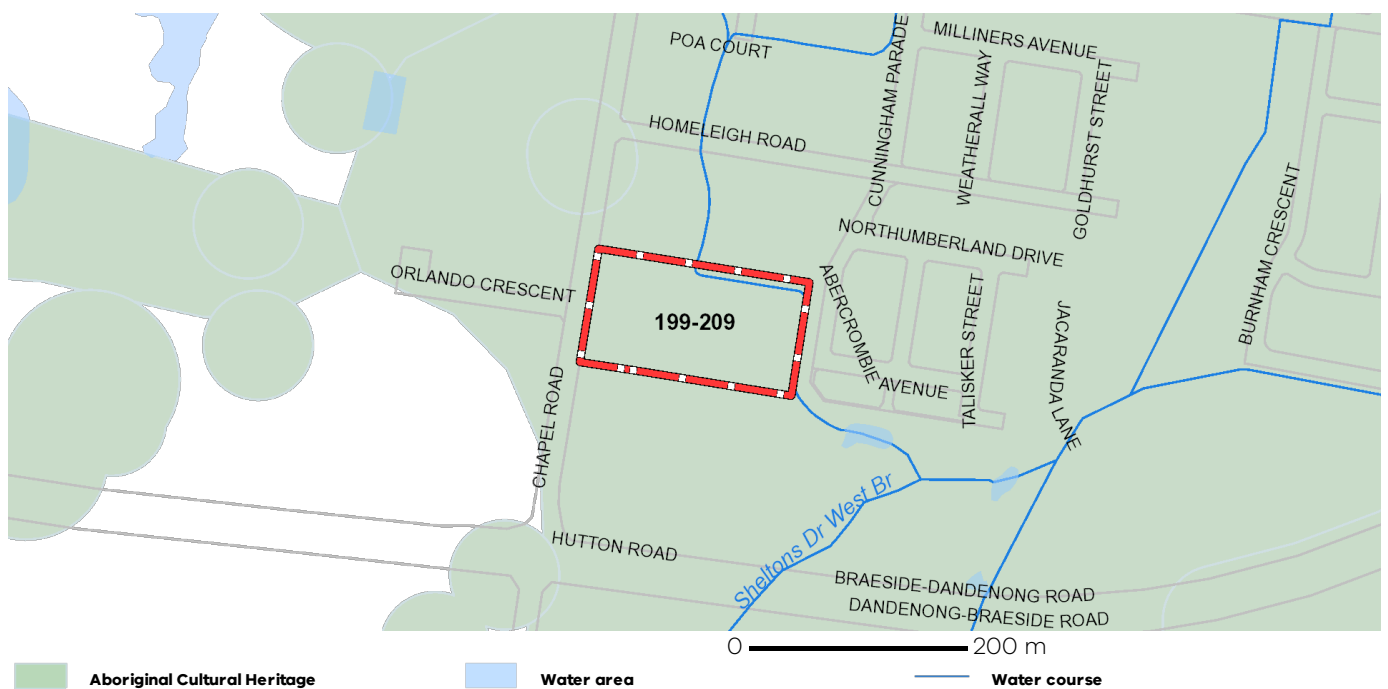 POA COURT
MILLINERS AVENUE
CUNNINGHAM PARADE
WEATHERALL WAY
GOLDHURST STREET
HOMELEIGH ROAD
BURNHAM CRESCENT
NORTHUMBERLAND DRIVE
ORLANDO CRESCENT
ABERCROMBIE AVENUE
199-209
TALISKER STREET
JACARANDA LANE
CHAPEL ROAD
Sheltons Dr West Br
HUTTON ROAD
BRAESIDE-DANDENONG ROAD
DANDENONG-BRAESIDE ROAD
0 200 m
Aboriginal Cultural Heritage
Water area
Water course